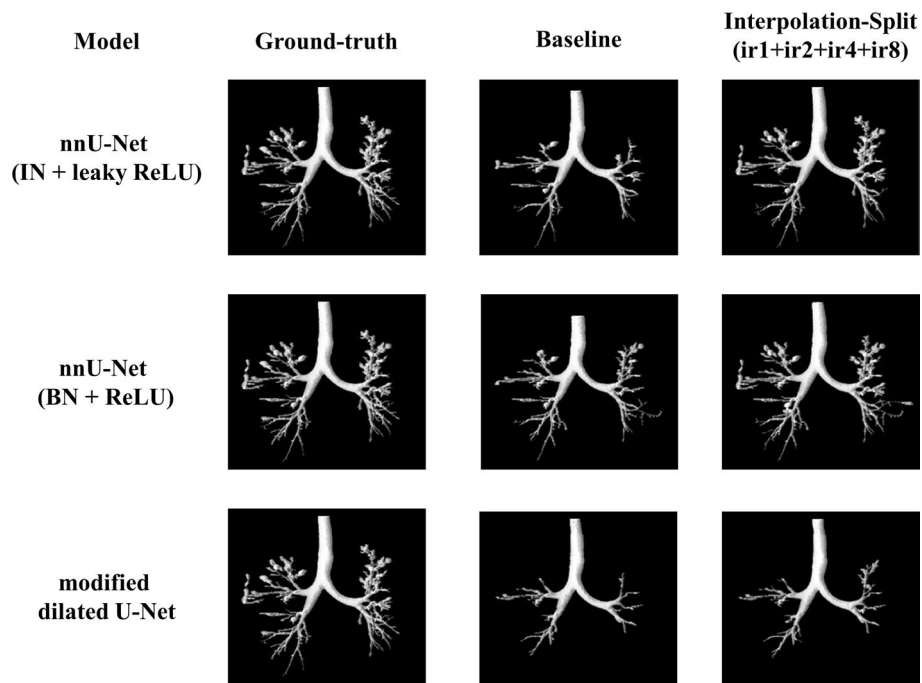 Model
Ground-truth
Baseline
Interpolation-Split
(ir1+ir2+ir4+ir8)
nnU-Net
(IN + leaky ReLU)
nnU-Net
(BN + ReLU)
modified
dilated U-Net